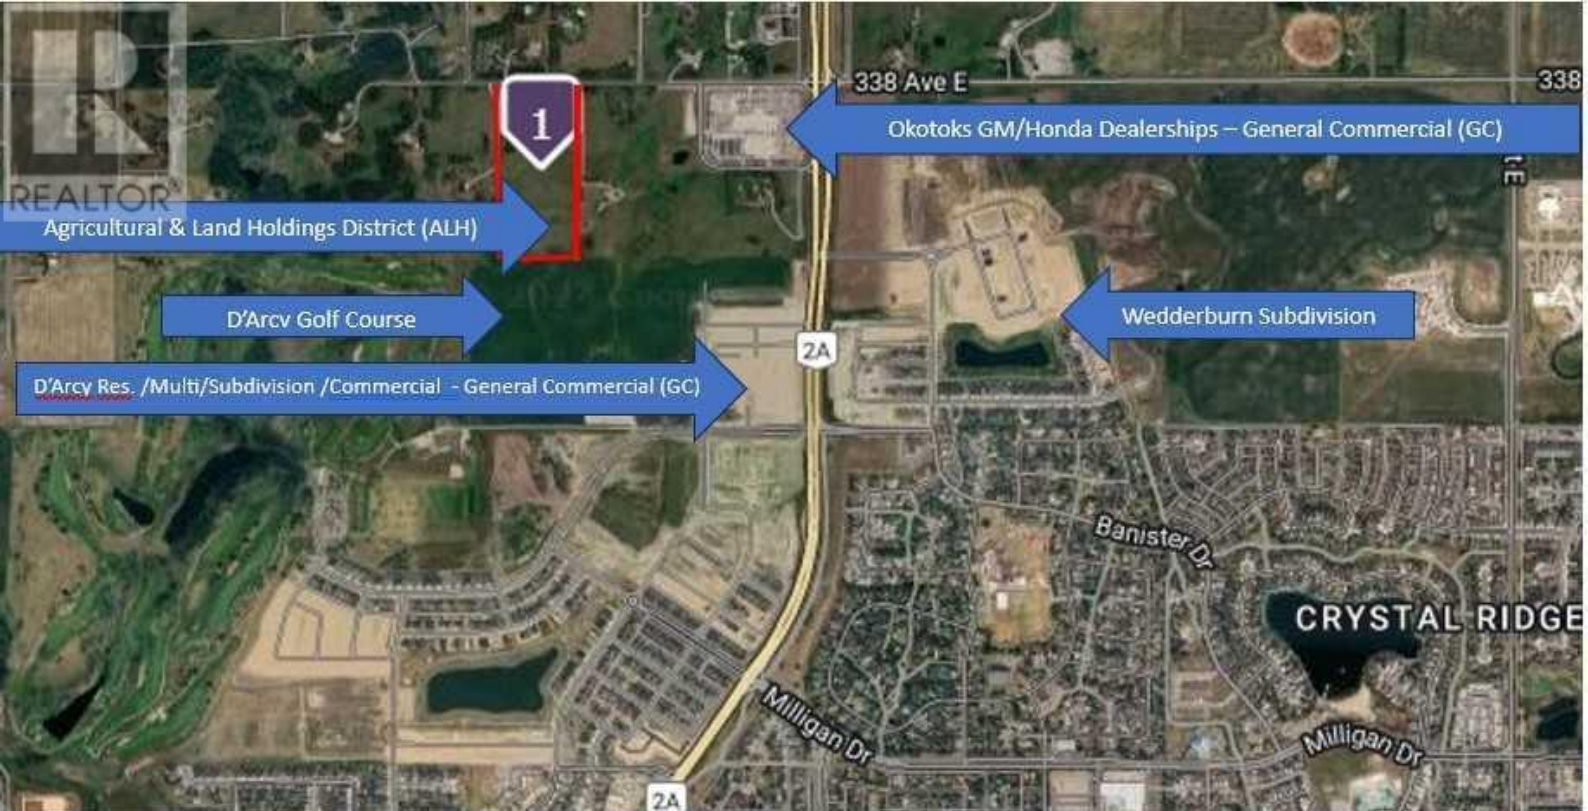 338 Ave E
338
1
Okotoks GM/Honda Dealerships – General Commercial (GC)
REALTOR®
Agricultural & Land Holdings District (ALH)
D'Arcv Golf Course
Wedderburn Subdivision
2A
D'Arcy Res. /Multi/Subdivision /Commercial - General Commercial (GC)
Banister Dr
CRYSTAL RIDGE
Milligan Dr
Milligan Dr
2A